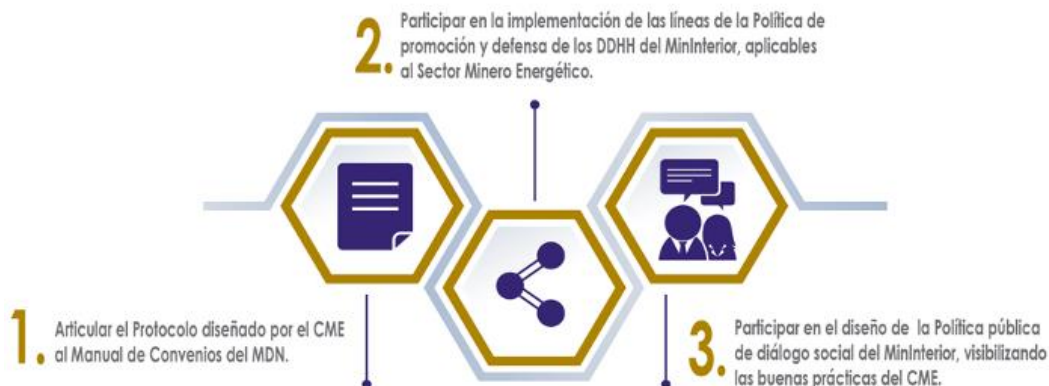 1. Articular el Protocolo diseñado por el CME
al Manual de Convenios del MDN.
2. Participar en la implementación de las líneas de la Política de
promoción y defensa de los DDHH del MinInterior, aplicables
al Sector Minero Energético.
3. Participar en el diseño de la Política pública
de diálogo social del MinInterior, visibilizando
las buenas prácticas del CME.